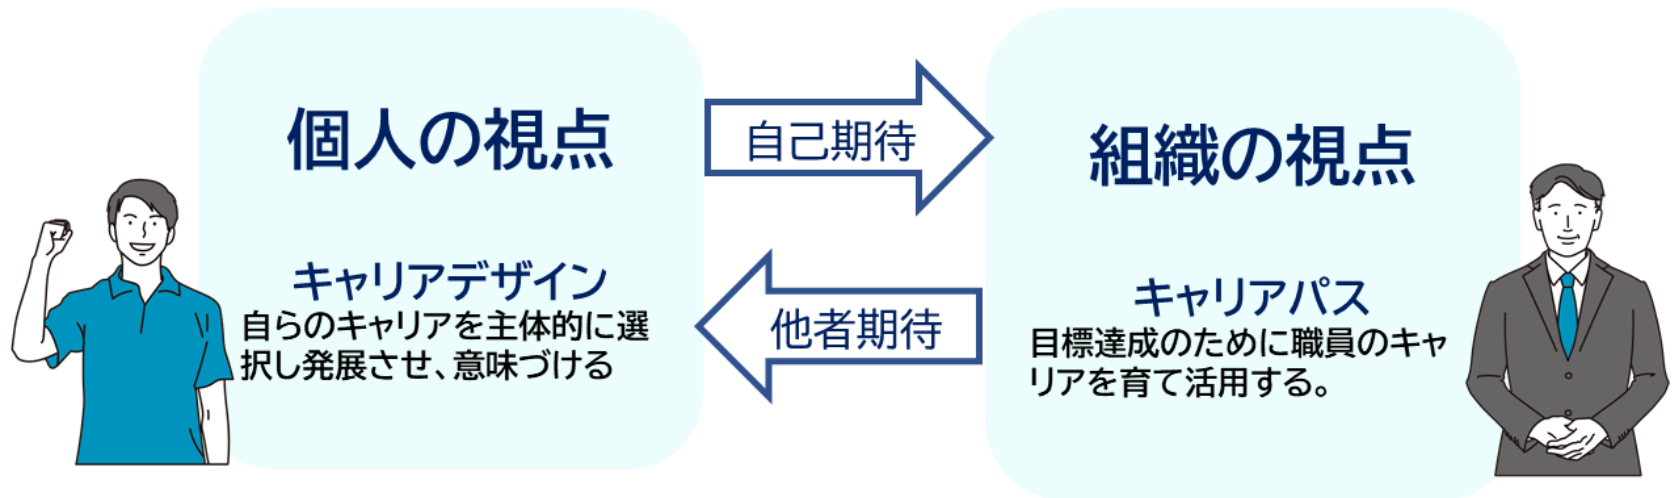 個人の視点
キャリアデザイン
自らのキャリアを主体的に選
択し発展させ、意味づける
自己期待
他者期待
組織の視点
キャリアパス
目標達成のために職員のキャ
リアを育て活用する。